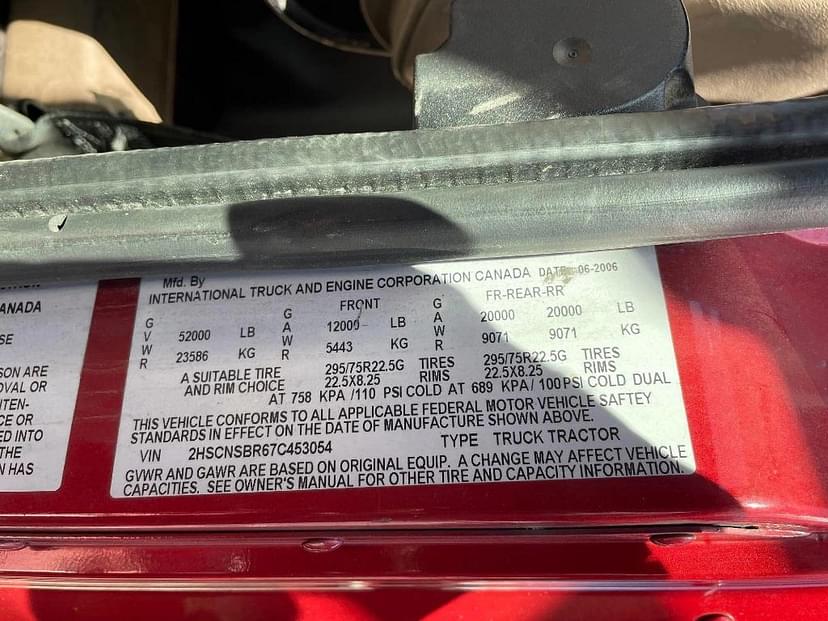 ANADA
SE
SON ARE
OVAL OR
NTEN-
CE OR
ED INTO
THE
N HAS
Mfd. By
INTERNATIONAL TRUCK AND ENGINE CORPORATION CANADA DATE: 06-2006
FRONT FR-REAR-RR
GVWR 52000 LB GAWR 12000 LB GAWR 20000 20000 LB
23586 KG 5443 KG 9071 9071 KG
A SUITABLE TIRE 295/75R22.5G TIRES 295/75R22.5G TIRES
AND RIM CHOICE 22.5X8.25 RIMS 22.5X8.25 RIMS
AT 758 KPA /110 PSI COLD AT 689 KPA /100PSI COLD DUAL
THIS VEHICLE CONFORMS TO ALL APPLICABLE FEDERAL MOTOR VEHICLE SAFTEY
STANDARDS IN EFFECT ON THE DATE OF MANUFACTURE SHOWN ABOVE.
VIN 2HSCNSBR67C453054 TYPE TRUCK TRACTOR
GVWR AND GAWR ARE BASED ON ORIGINAL EQUIP. A CHANGE MAY AFFECT VEHICLE
CAPACITIES. SEE OWNER'S MANUAL FOR OTHER TIRE AND CAPACITY INFORMATION.